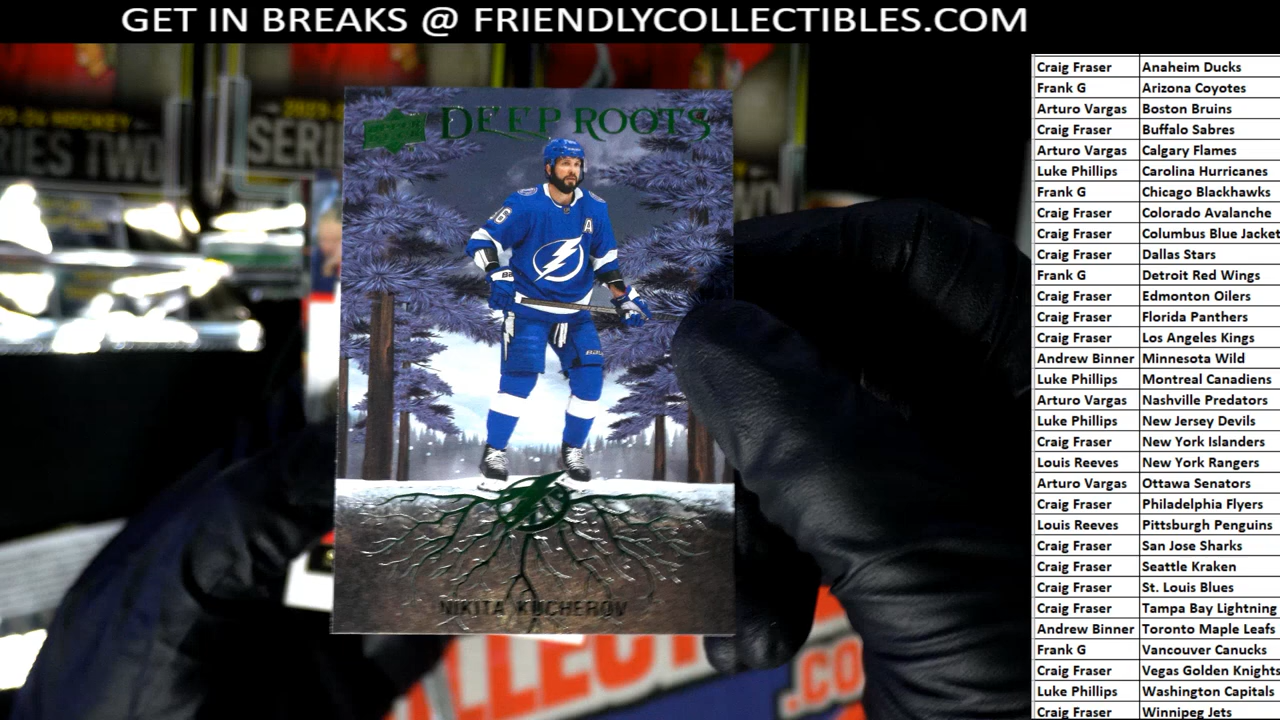 GET IN BREAKS @ FRIENDLYCOLLECTIBLES.COM
DEEP ROOTS
A
NIKITA KUCHEROV
SER
IES TWO
LLECT
.CO
Craig Fraser Anaheim Ducks
Frank G Arizona Coyotes
Arturo Vargas Boston Bruins
Craig Fraser Buffalo Sabres
Arturo Vargas Calgary Flames
Luke Phillips Carolina Hurricanes
Frank G Chicago Blackhawks
Craig Fraser Colorado Avalanche
Craig Fraser Columbus Blue Jacket
Craig Fraser Dallas Stars
Frank G Detroit Red Wings
Craig Fraser Edmonton Oilers
Craig Fraser Florida Panthers
Craig Fraser Los Angeles Kings
Andrew Binner Minnesota Wild
Luke Phillips Montreal Canadiens
Arturo Vargas Nashville Predators
Luke Phillips New Jersey Devils
Craig Fraser New York Islanders
Louis Reeves New York Rangers
Arturo Vargas Ottawa Senators
Craig Fraser Philadelphia Flyers
Louis Reeves Pittsburgh Penguins
Craig Fraser San Jose Sharks
Craig Fraser Seattle Kraken
Craig Fraser St. Louis Blues
Craig Fraser Tampa Bay Lightning
Andrew Binner Toronto Maple Leafs
Frank G Vancouver Canucks
Craig Fraser Vegas Golden Knights
Luke Phillips Washington Capitals
Craig Fraser Winnipeg Jets